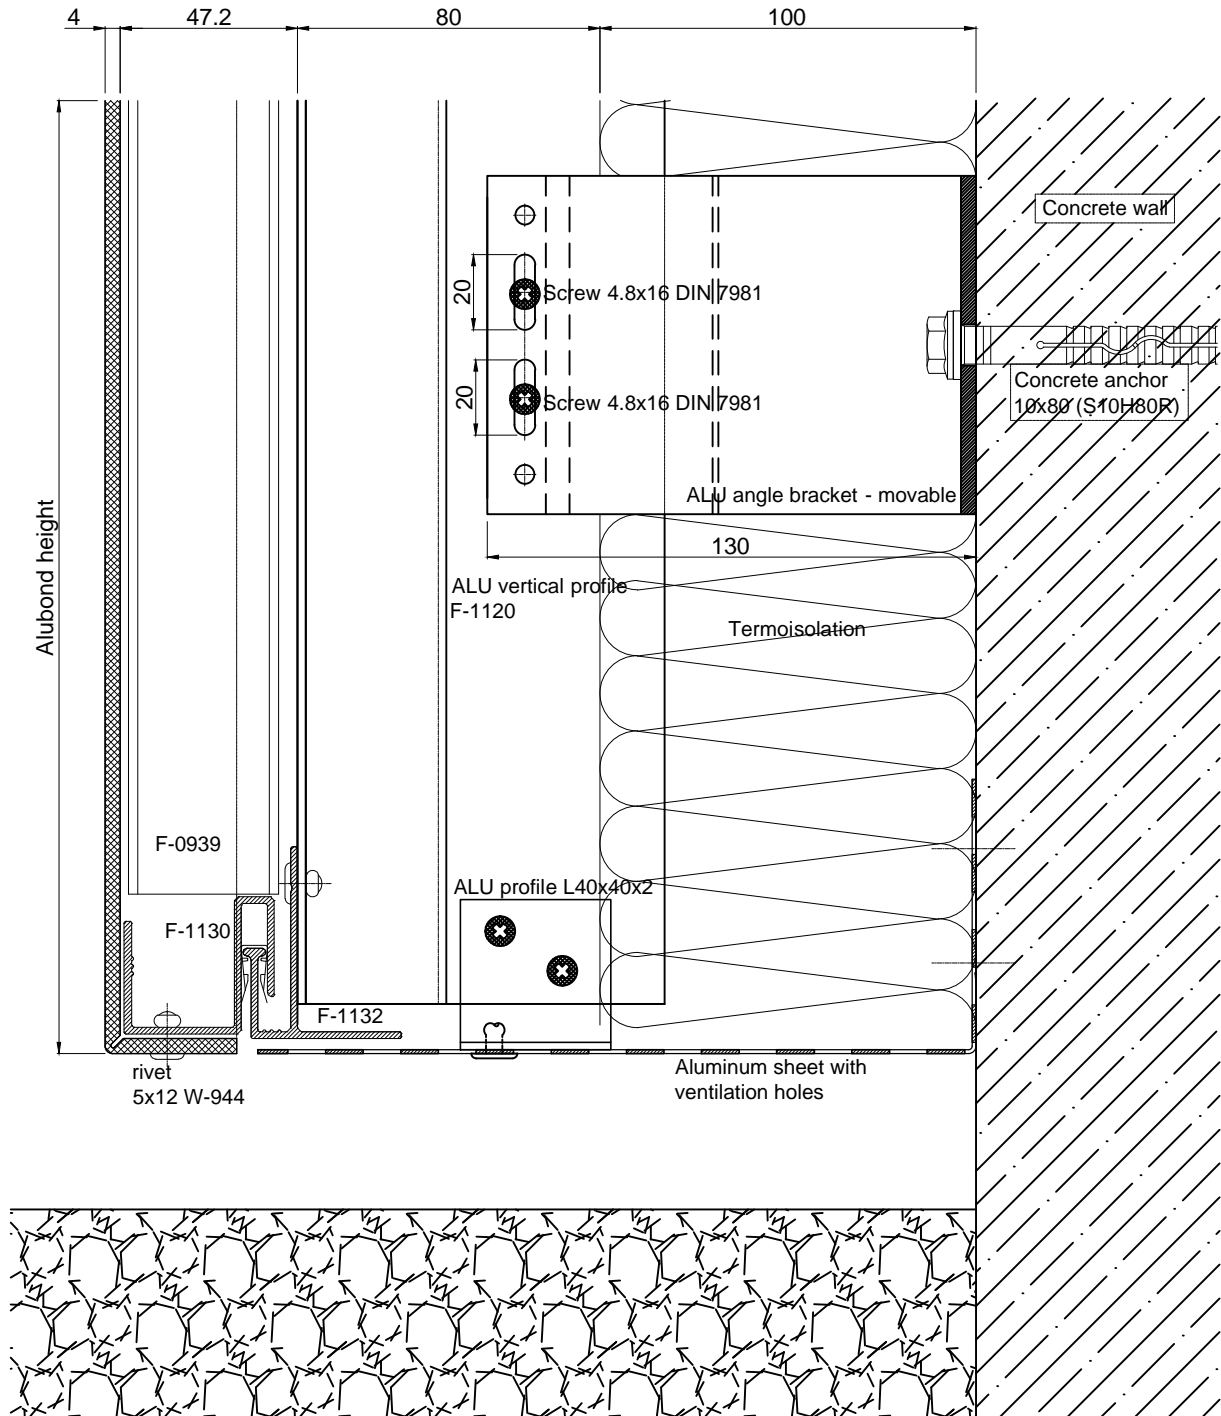 4
47.2
80
100
Concrete wall
20
Screw 4.8x16 DIN 7981
20
Screw 4.8x16 DIN 7981
Concrete anchor
10x80 (S10H80R)
ALU angle bracket - movable
130
Alubond height
ALU vertical profile
F-1120
Termoisolation
F-0939
ALU profile L40x40x2
F-1130
F-1132
rivet
5x12 W-944
Aluminum sheet with
ventilation holes